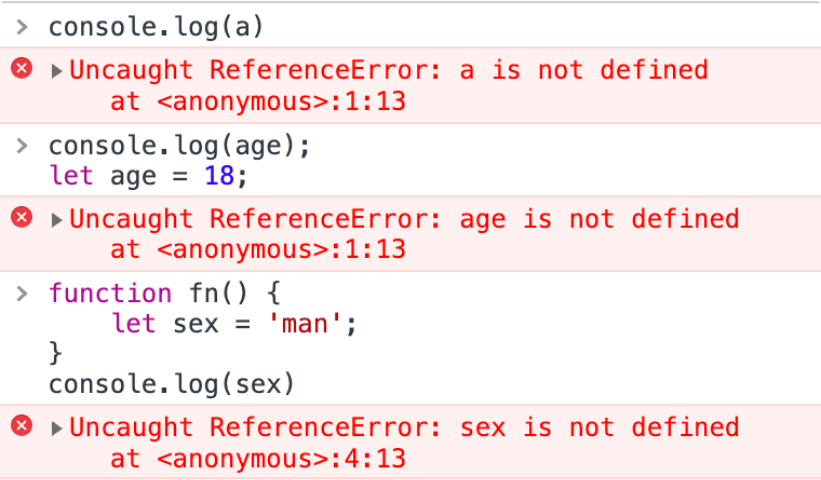 console.log(a)
Uncaught ReferenceError: a is not defined
at <anonymous>:1:13
console.log(age);
let age = 18;
Uncaught ReferenceError: age is not defined
at <anonymous>:1:13
function fn() {
let sex = 'man';
}
console.log(sex)
Uncaught ReferenceError: sex is not defined
at <anonymous>:4:13